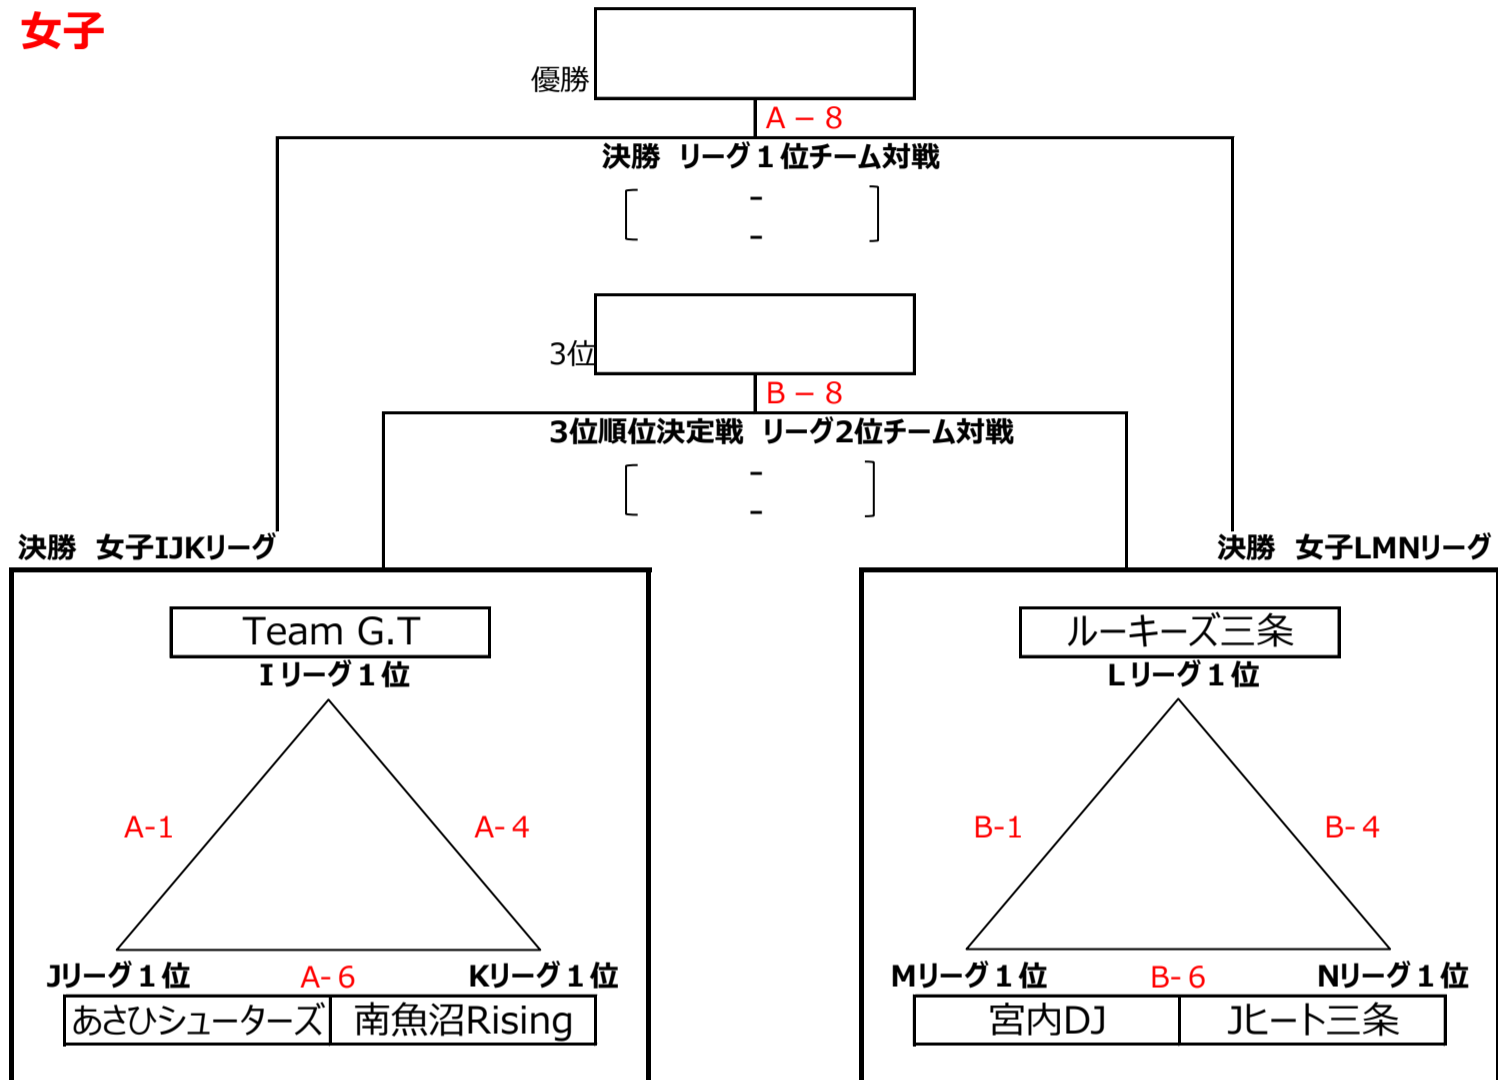 女子
優勝
A－8
決勝 リーグ１位チーム対戦
-
-
3位
B－8
3位順位決定戦 リーグ2位チーム対戦
-
-
決勝 女子IJKリーグ
決勝 女子LMNリーグ
Team G.T
Iリーグ１位
ルーキーズ三条
Lリーグ１位
A-1
A-4
B-1
B-4
Jリーグ１位
A-6
Kリーグ１位
Mリーグ１位
B-6
Nリーグ１位
あさひシューターズ
南魚沼Rising
宮内DJ
Jヒート三条